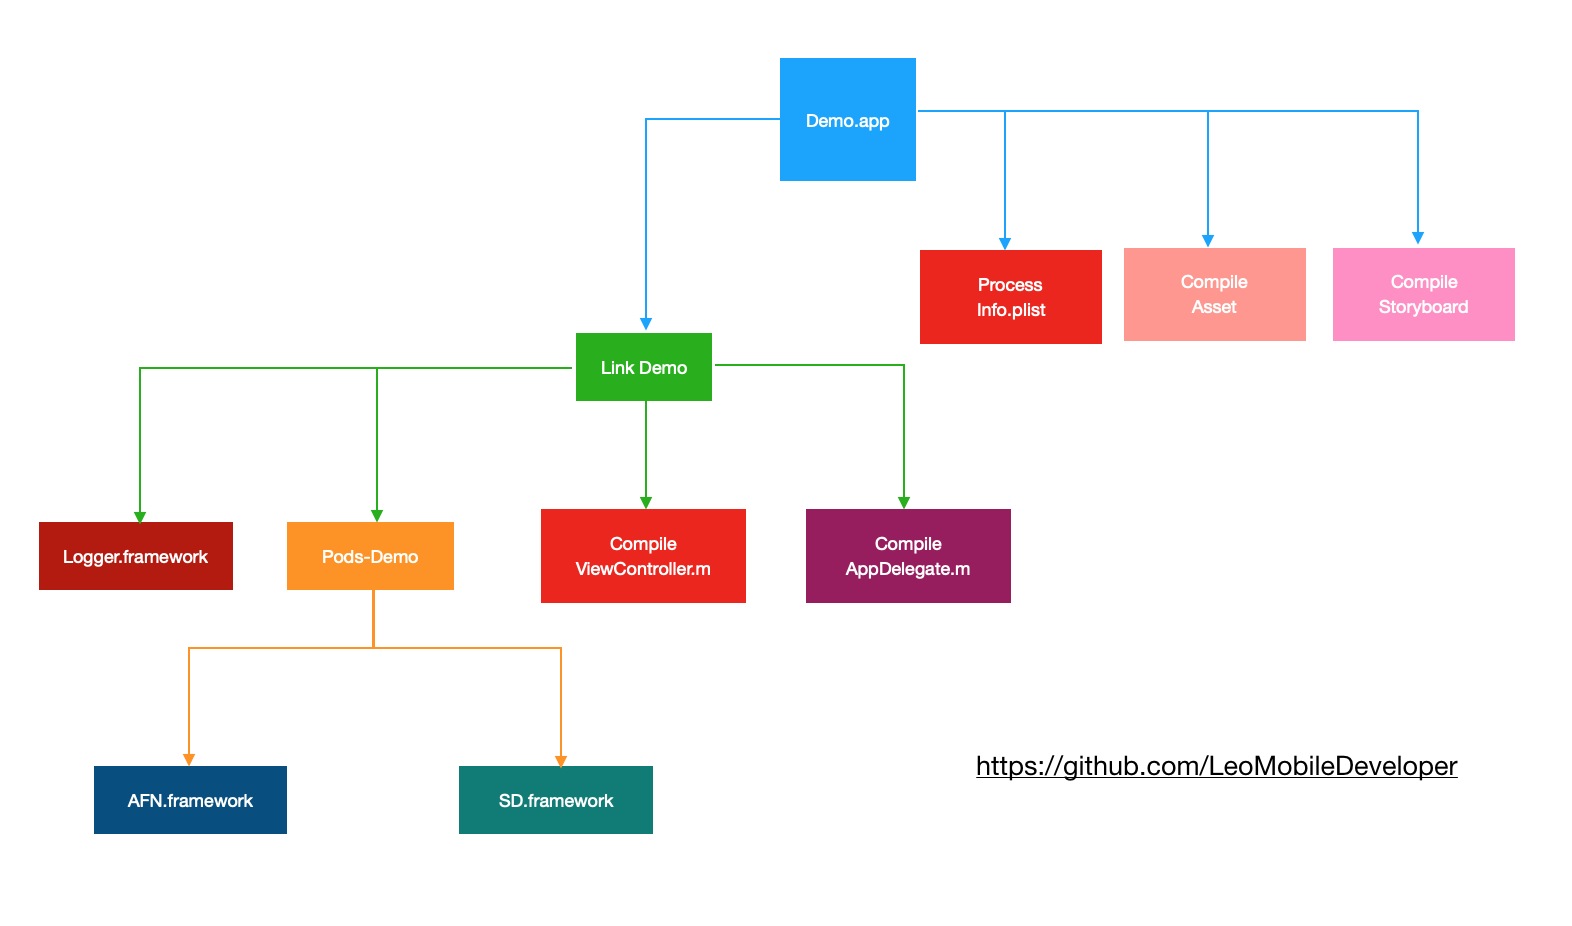 Demo.app
Process
Info.plist
Compile
Asset
Compile
Storyboard
Link Demo
Logger.framework
Pods-Demo
Compile
ViewController.m
Compile
AppDelegate.m
AFN.framework
SD.framework
https://github.com/LeoMobileDeveloper